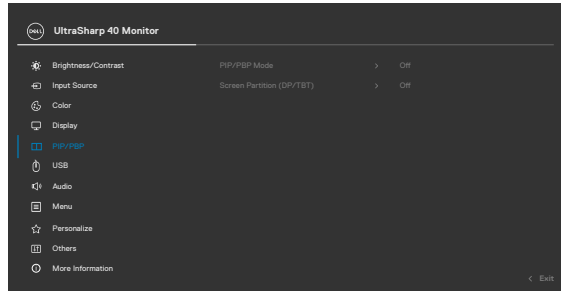 DELL UltraSharp 40 Monitor
Brightness/Contrast PIP/PBP Mode > Off
Input Source Screen Partition (DP/TBT) > Off
Color
Display
PIP/PBP
USB
Audio
Menu
Personalize
Others
More Information
< Exit